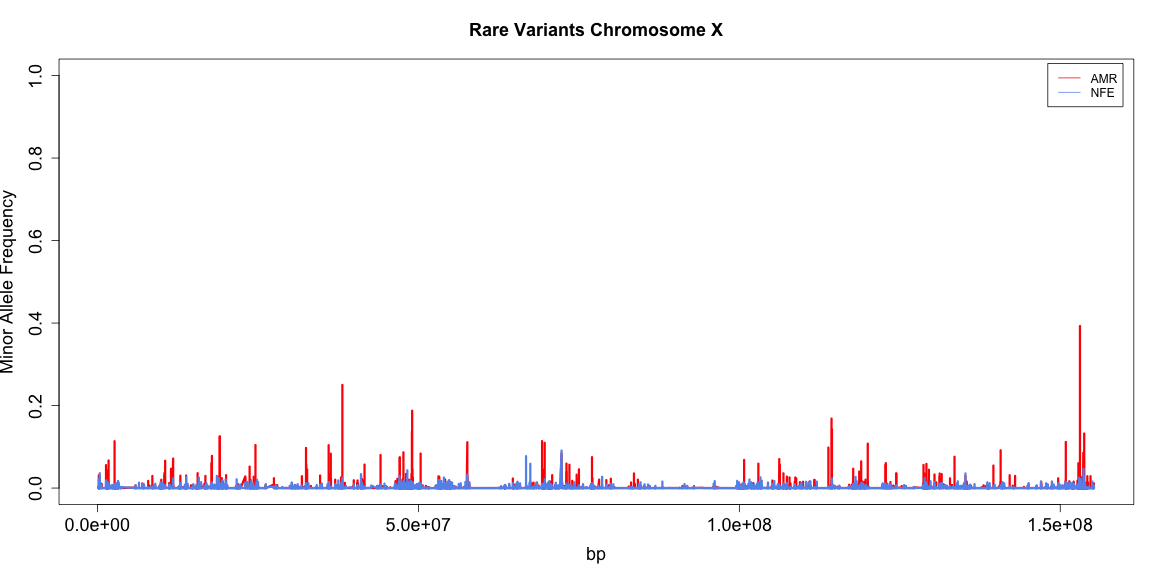 Rare Variants Chromosome X
AMR
NFE
Minor Allele Frequency
1.0
0.8
0.6
0.4
0.2
0.0
0.0e+00
5.0e+07
1.0e+08
1.5e+08
bp